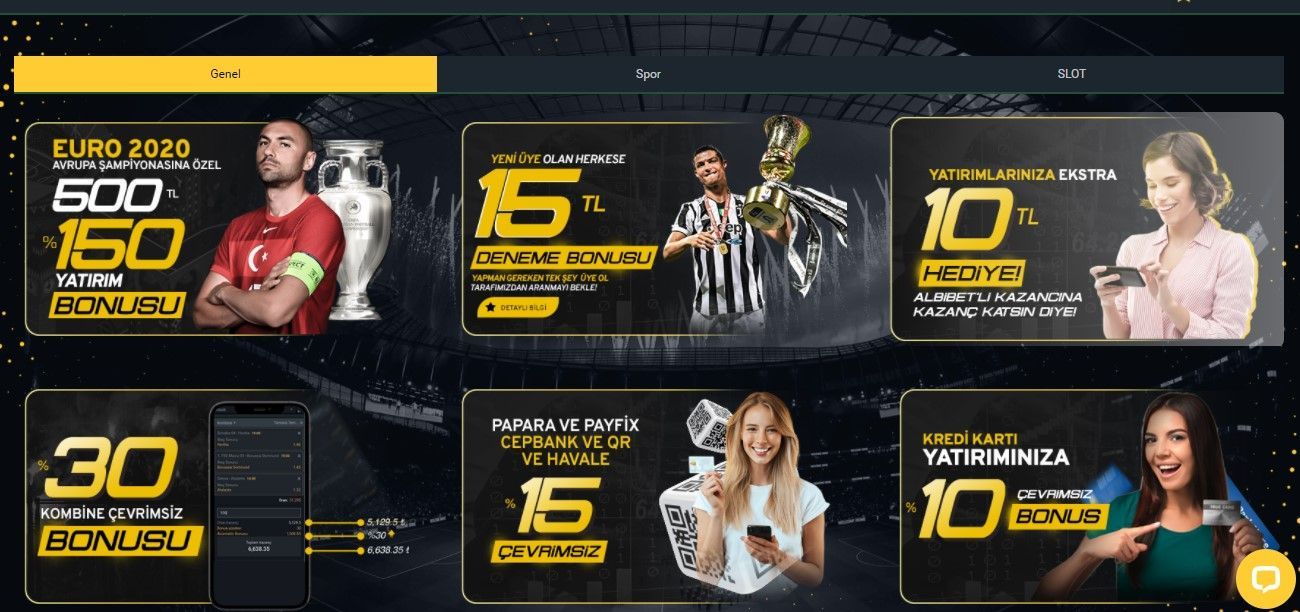 Genel
Spor
SLOT
EURO 2020
AVRUPA ŞAMPİYONASINA ÖZEL
500 TL
%150
YATIRIM
BONUSU
YENİ ÜYE OLAN HERKESE
15 TL
DENEME BONUSU
YAPMAN GEREKEN TEK ŞEY ÜYE OL
TARAFIMIZDAN ARANMAYI BEKLE!
DETAYLI BİLGİ
Jeep
YATIRIMLARINIZA EKSTRA
10 TL
HEDİYE!
ALBIBET'Lİ KAZANCINA
KAZANÇ KATSIN DİYE!
%30
KOMBİNE ÇEVRİMSİZ
BONUSU
5,129.5 ₺
%30
6,638.35 ₺
6,638.35
PAPARA VE PAYFİX
CEPBANK VE QR
VE HAVALE
%15
ÇEVRİMSİZ
KREDİ KARTI
YATIRIMINIZA
%10
ÇEVRİMSİZ
BONUS